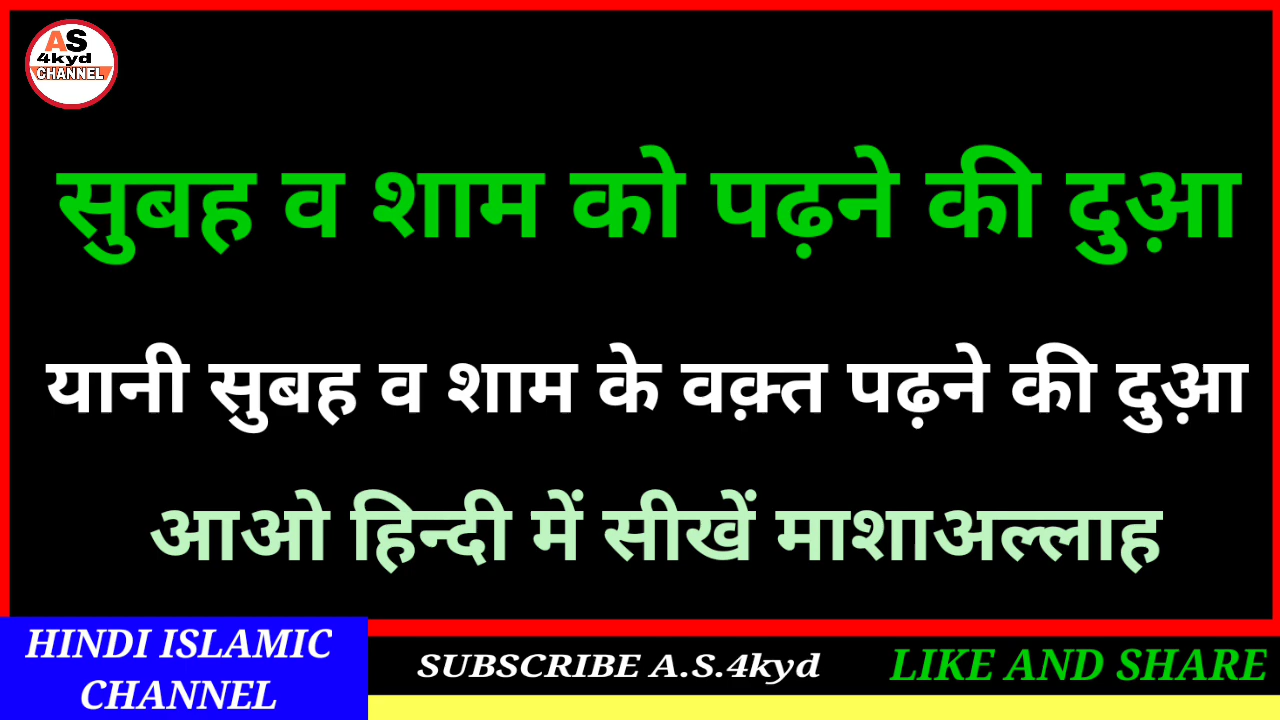 AS
4kyd
CHANNEL
सुबह व शाम को पढ़ने की दुआ़
यानी सुबह व शाम के वक़्त पढ़ने की दुआ़
आओ हिन्दी में सीखें माशाअल्लाह
HINDI ISLAMIC
CHANNEL
SUBSCRIBE A.S.4kyd
LIKE AND SHARE